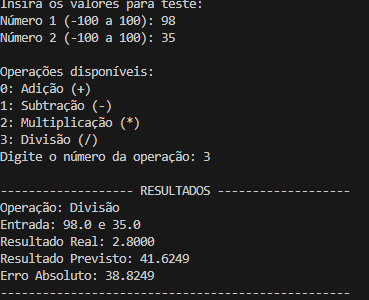 Insira os valores para teste:
Número 1 (-100 a 100): 98
Número 2 (-100 a 100): 35
Operações disponíveis:
0: Adição (+)
1: Subtração (-)
2: Multiplicação (*)
3: Divisão (/)
Digite o número da operação: 3
------------------- RESULTADOS -------------------
Operação: Divisão
Entrada: 98.0 e 35.0
Resultado Real: 2.8000
Resultado Previsto: 41.6249
Erro Absoluto: 38.8249
--------------------------------------------------